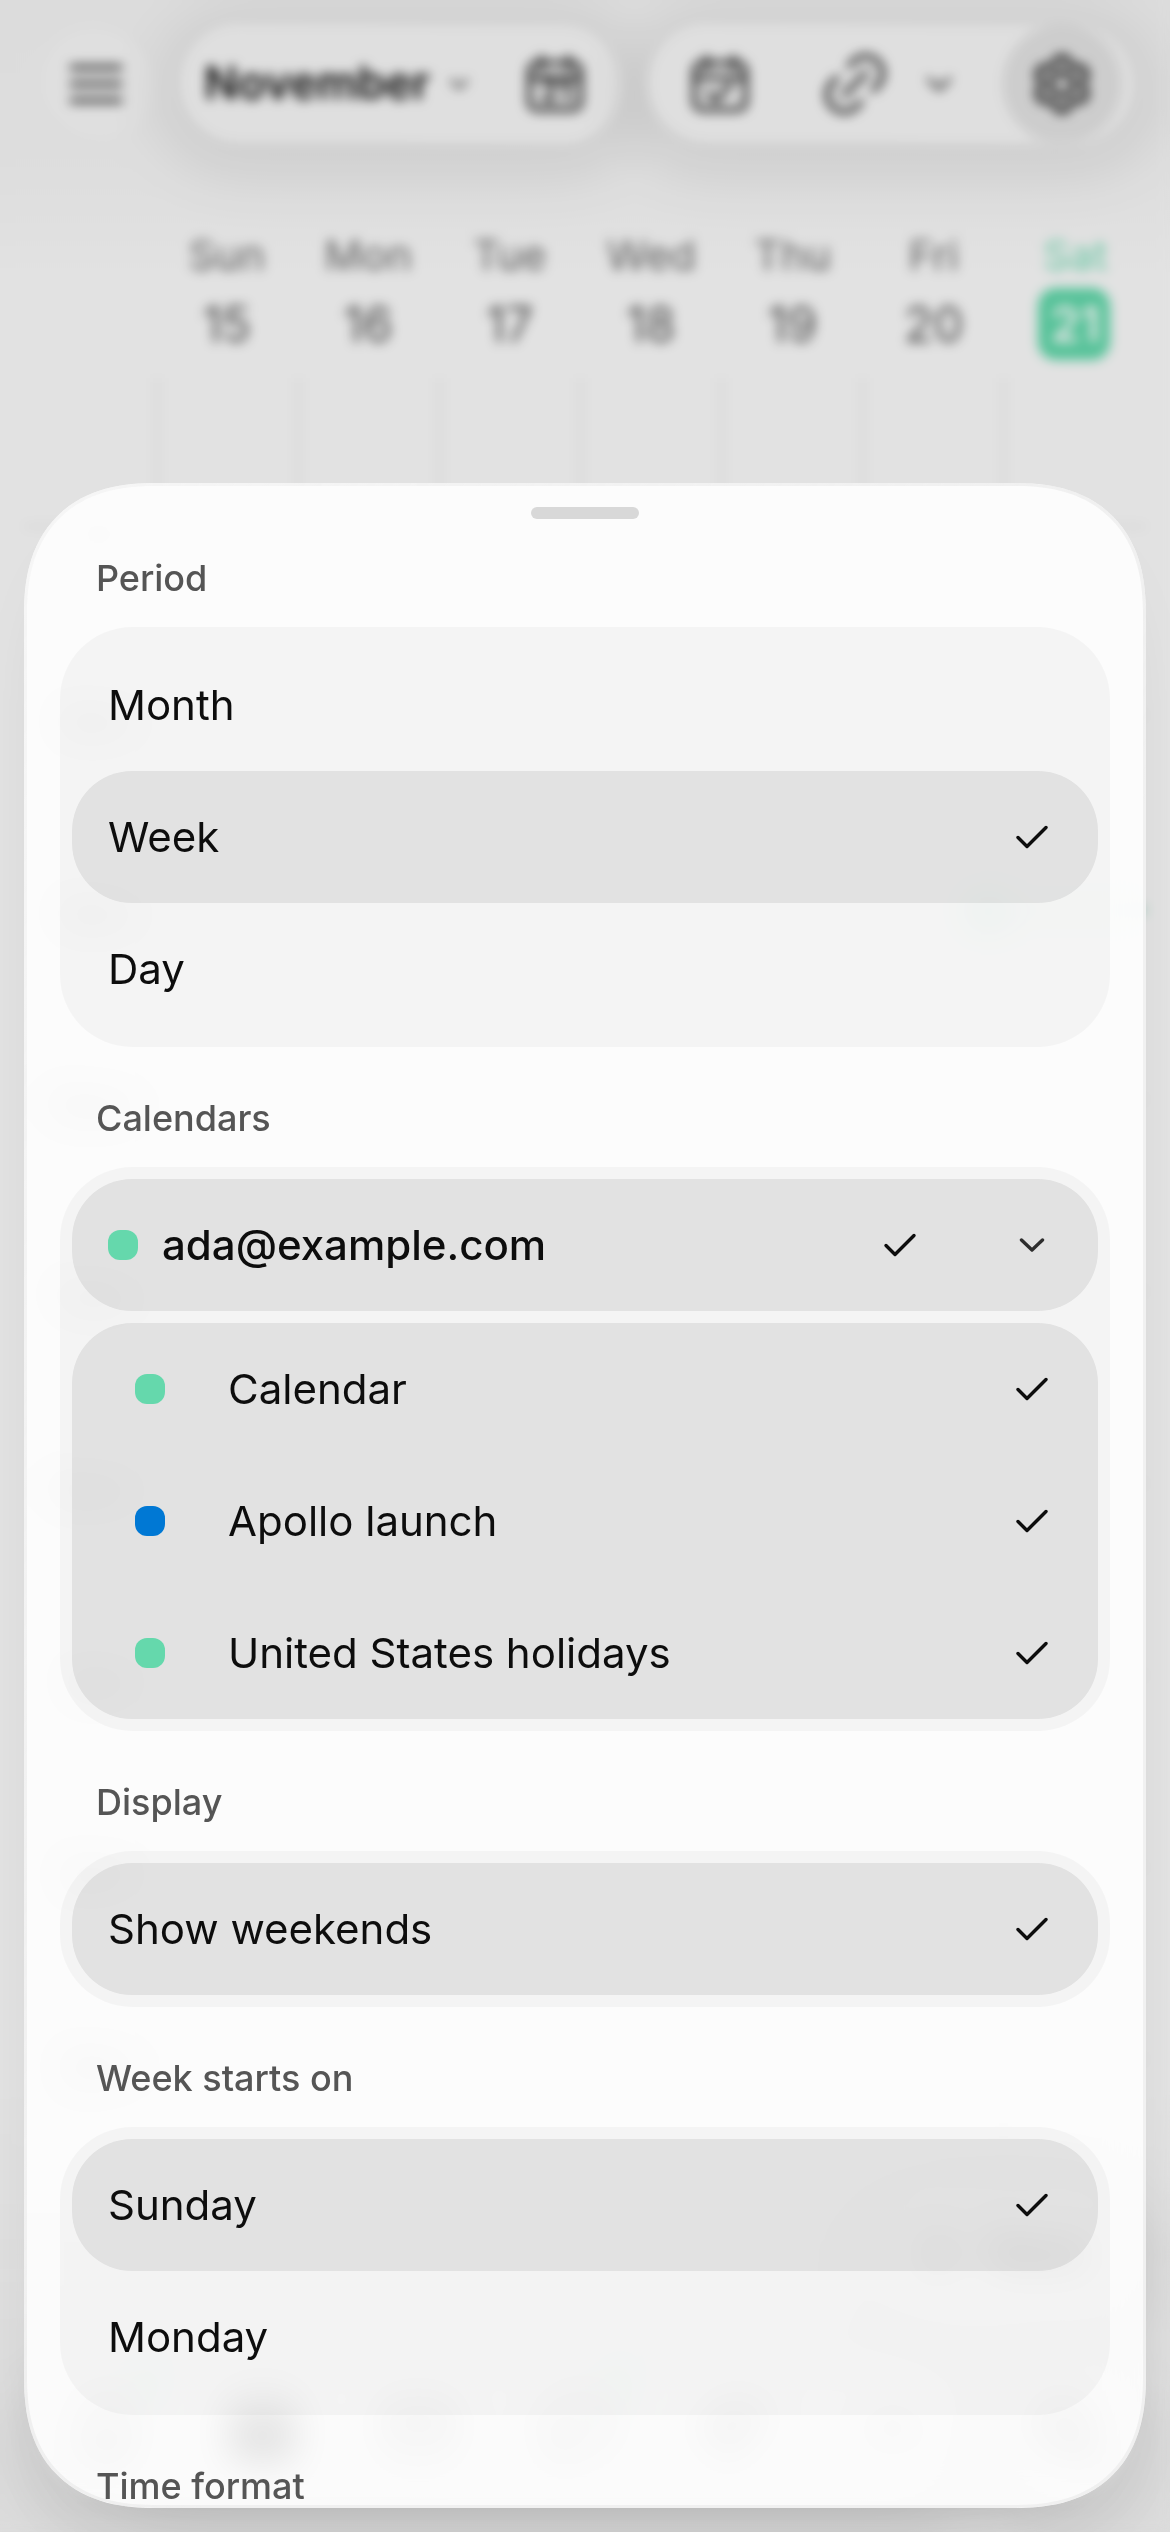 November
Sun Mon Tue Wed Thu Fri Sat
15 16 17 18 19 20 21
Period
Month
Week
Day
Calendars
ada@example.com
Calendar
Apollo launch
United States holidays
Display
Show weekends
Week starts on
Sunday
Monday
Time format